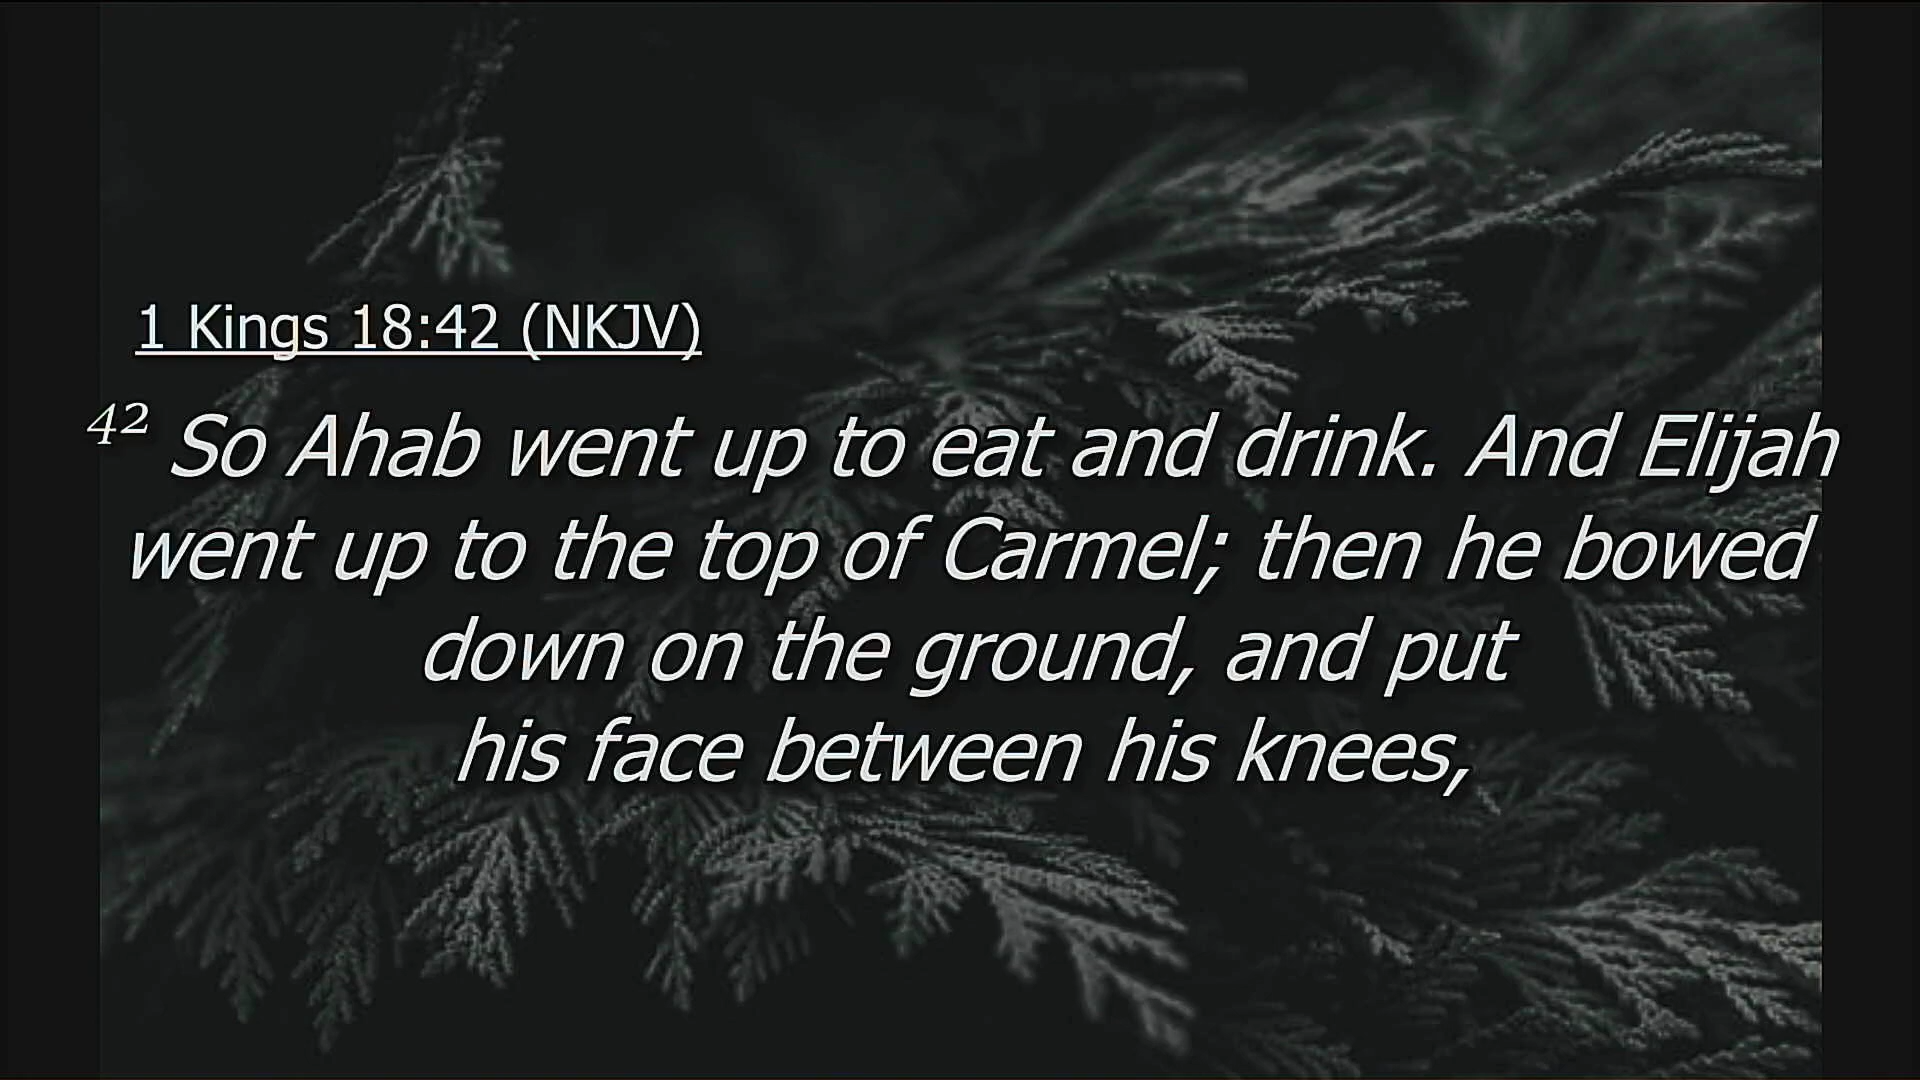 1 Kings 18:42 (NKJV)
42 So Ahab went up to eat and drink. And Elijah
went up to the top of Carmel; then he bowed
down on the ground, and put
his face between his knees,